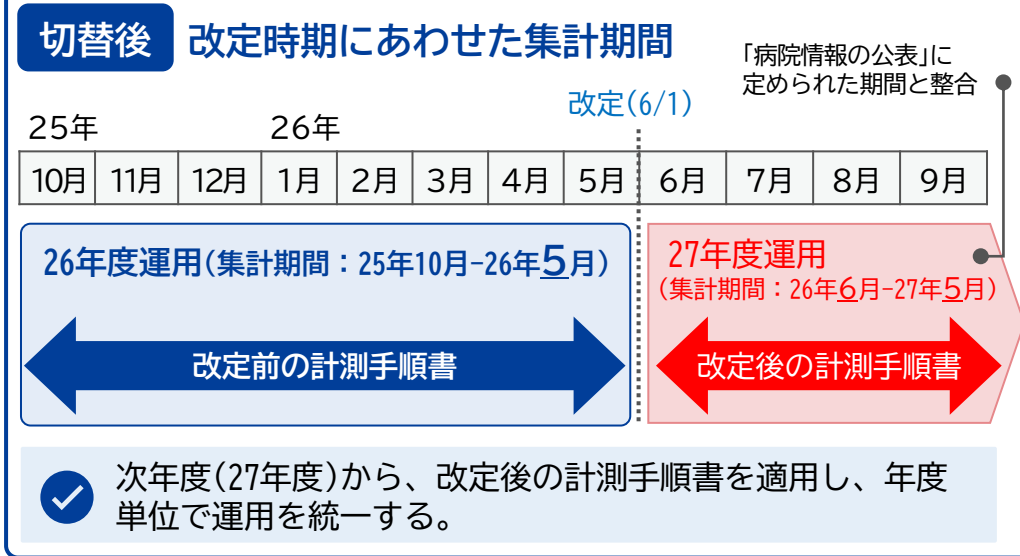 切替後 改定時期にあわせた集計期間
「病院情報の公表」に
定められた期間と整合
改定(6/1)
25年 26年
10月 11月 12月 1月 2月 3月 4月 5月 6月 7月 8月 9月
26年度運用(集計期間:25年10月-26年5月)
27年度運用
(集計期間:26年6月-27年5月)
改定前の計測手順書
改定後の計測手順書
次年度(27年度)から、改定後の計測手順書を適用し、年度
単位で運用を統一する。